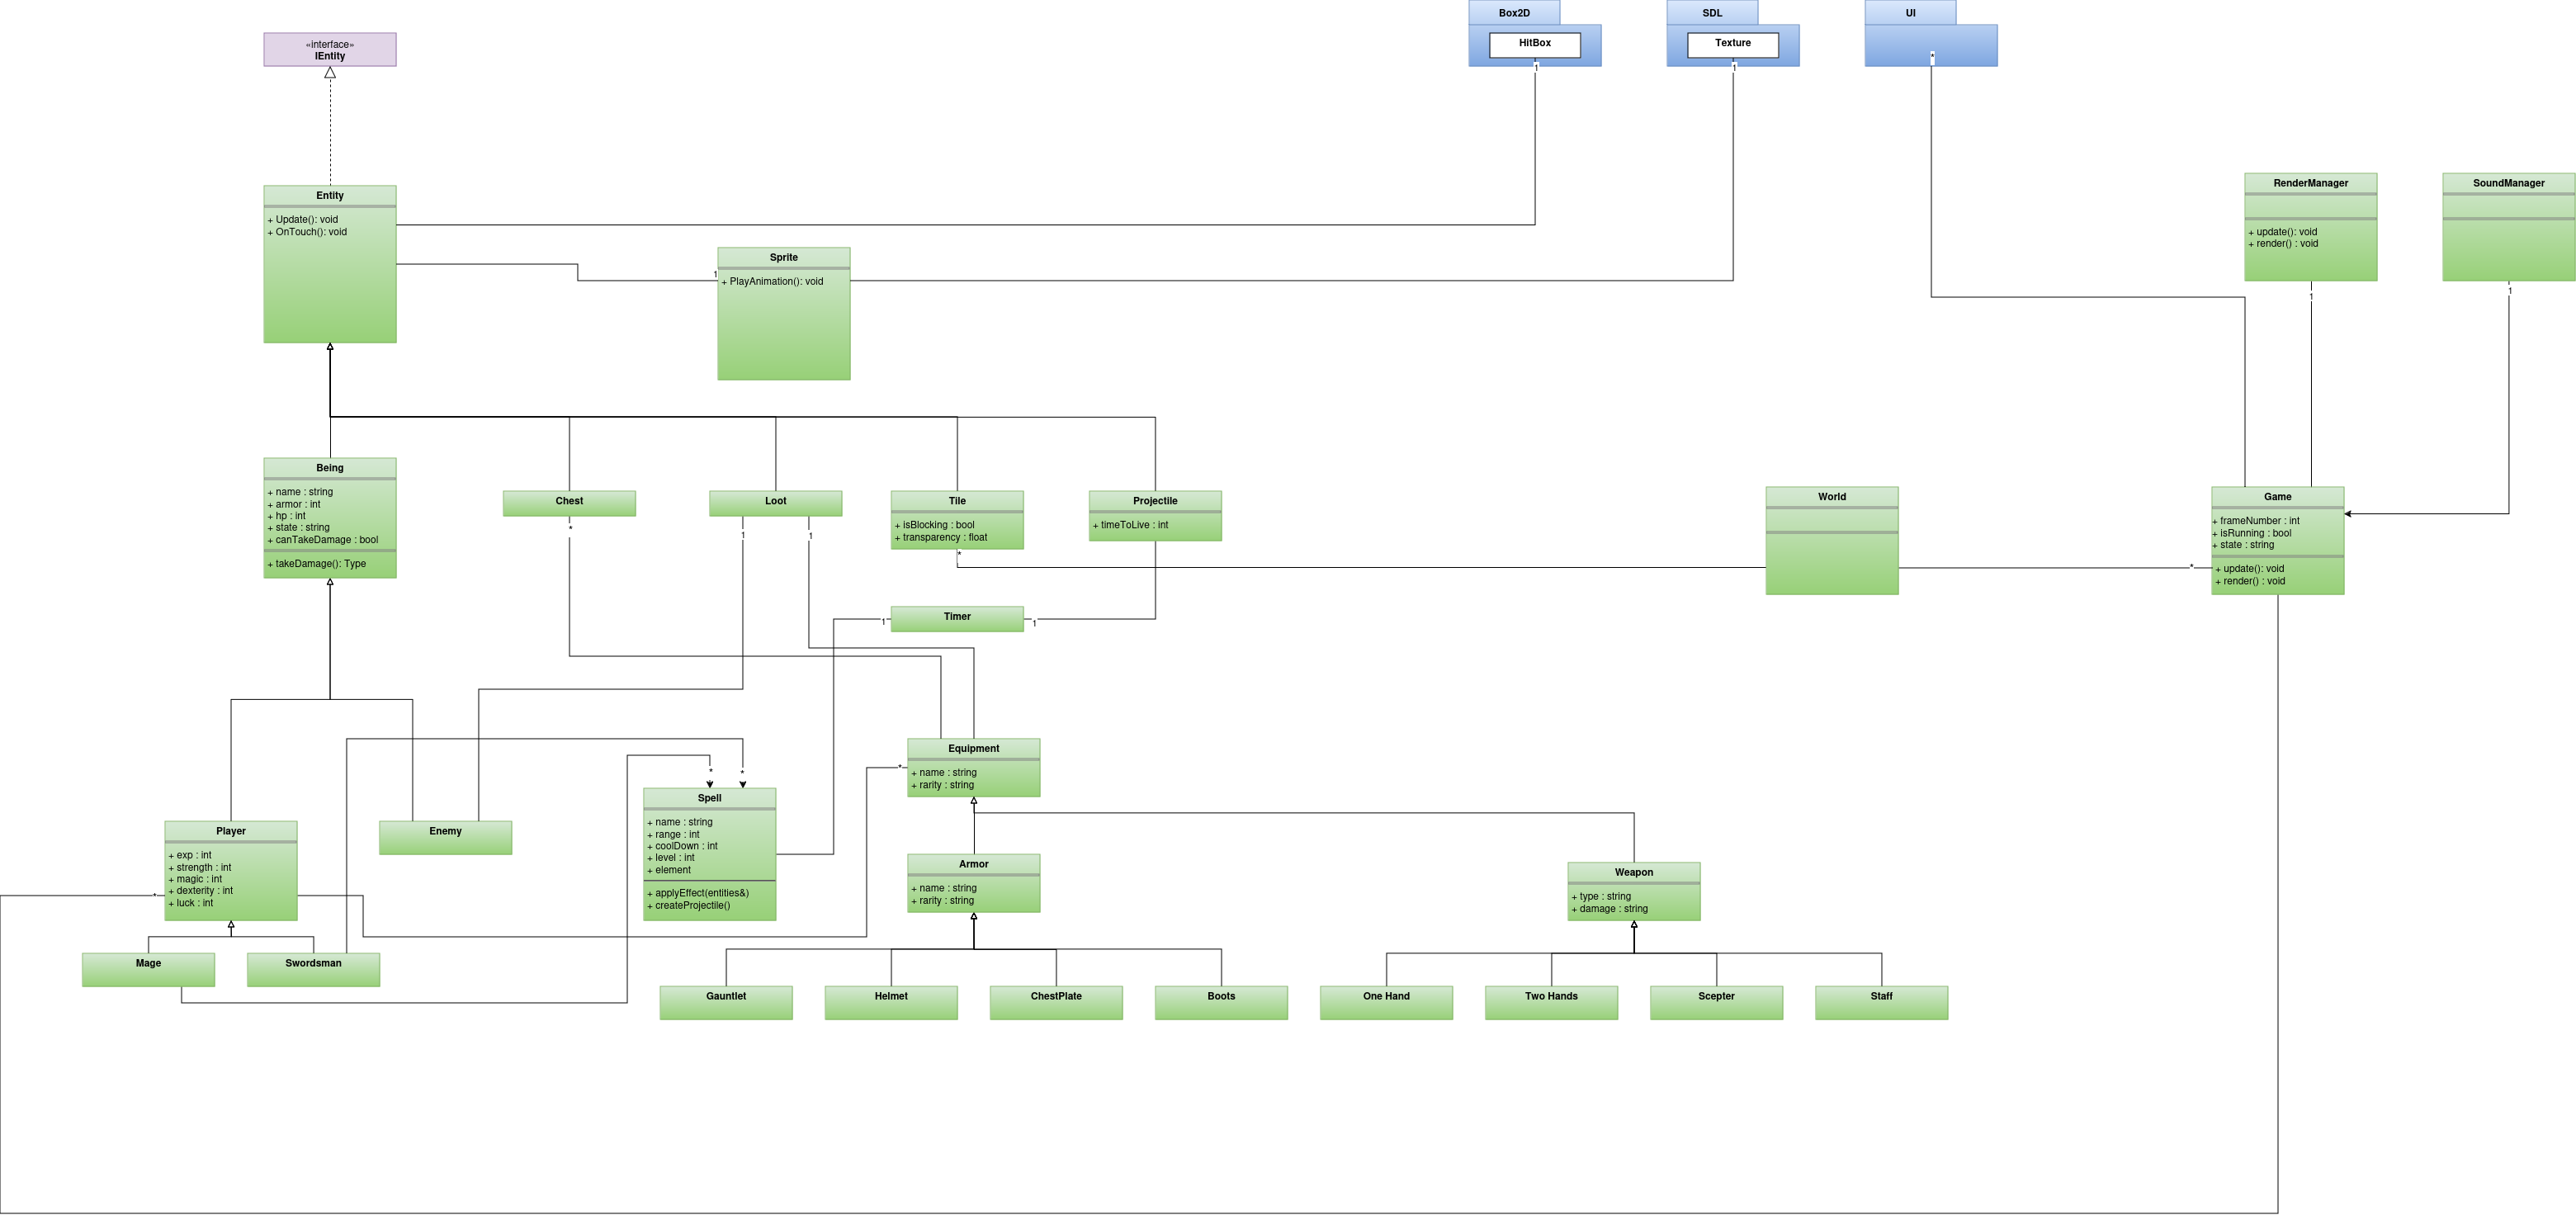 Box2D
HitBox
1
SDL
Texture
1
UI
*
«interface»
IEntity
Entity
+ Update(): void
+ OnTouch(): void
Sprite
+ PlayAnimation(): void
1
RenderManager
+ update(): void
+ render() : void
1
SoundManager
1
Being
+ name : string
+ armor : int
+ hp : int
+ state : string
+ canTakeDamage : bool
+ takeDamage(): Type
Chest
*
Loot
1
1
Tile
+ isBlocking : bool
+ transparency : float
*
Projectile
+ timeToLive : int
World
Game
+ frameNumber : int
+ isRunning : bool
+ state : string
+ update(): void
+ render() : void
*
Timer
1
1
Equipment
+ name : string
+ rarity : string
*
*
*
Spell
+ name : string
+ range : int
+ coolDown : int
+ level : int
+ element
+ applyEffect(entities&)
+ createProjectile()
Player
+ exp : int
+ strength : int
+ magic : int
+ dexterity : int
+ luck : int
*
Enemy
Armor
+ name : string
+ rarity : string
Weapon
+ type : string
+ damage : string
Mage
Swordsman
Gauntlet
Helmet
ChestPlate
Boots
One Hand
Two Hands
Scepter
Staff